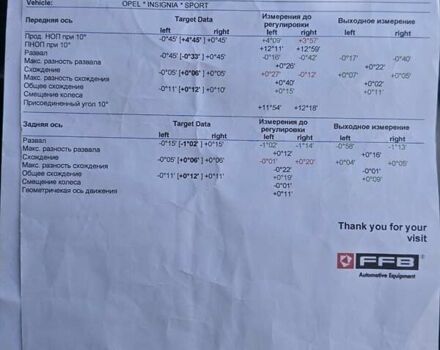 Vehicle: OPEL * INSIGNIA * SPORT
Передняя ось Target Data Измерения до регулировки Выходное измерение
left right left right left right
Прод. НОП при 10° -0°45' [+4°45'] +0°45' +4°09' +3°57'
ПНОП при 10° +12°11' +12°59'
Развал -0°45' [-0°33'] +0°45' -0°16' -0°42' -0°17' -0°40'
Макс. разность развала +0°26' +0°22'
Схождение -0°05' [+0°06'] +0°05' +0°27' -0°12' +0°07' +0°05'
Макс. разность схождения +0°40'
Общее схождение -0°11' [+0°12'] +0°10' +0°15' +0°11'
Смещение колеса +0°02'
Присоединенный угол 10° +11°54' +12°18'
Задняя ось Target Data Измерения до регулировки Выходное измерение
left right left right left right
Развал -0°15' [-1°02'] +0°15' -1°02' -1°14' -0°56' -1°13'
Макс. разность развала +0°12' +0°16'
Схождение -0°05' [+0°06'] +0°06' -0°01' +0°20' +0°04' +0°05'
Макс. разность схождения -0°22' -0°01'
Общее схождение -0°11' [+0°12'] +0°11' +0°19' +0°09'
Смещение колеса -0°01'
Геометричекая ось движения +0°11'
Thank you for your
visit
FFB
Automotive Equipment